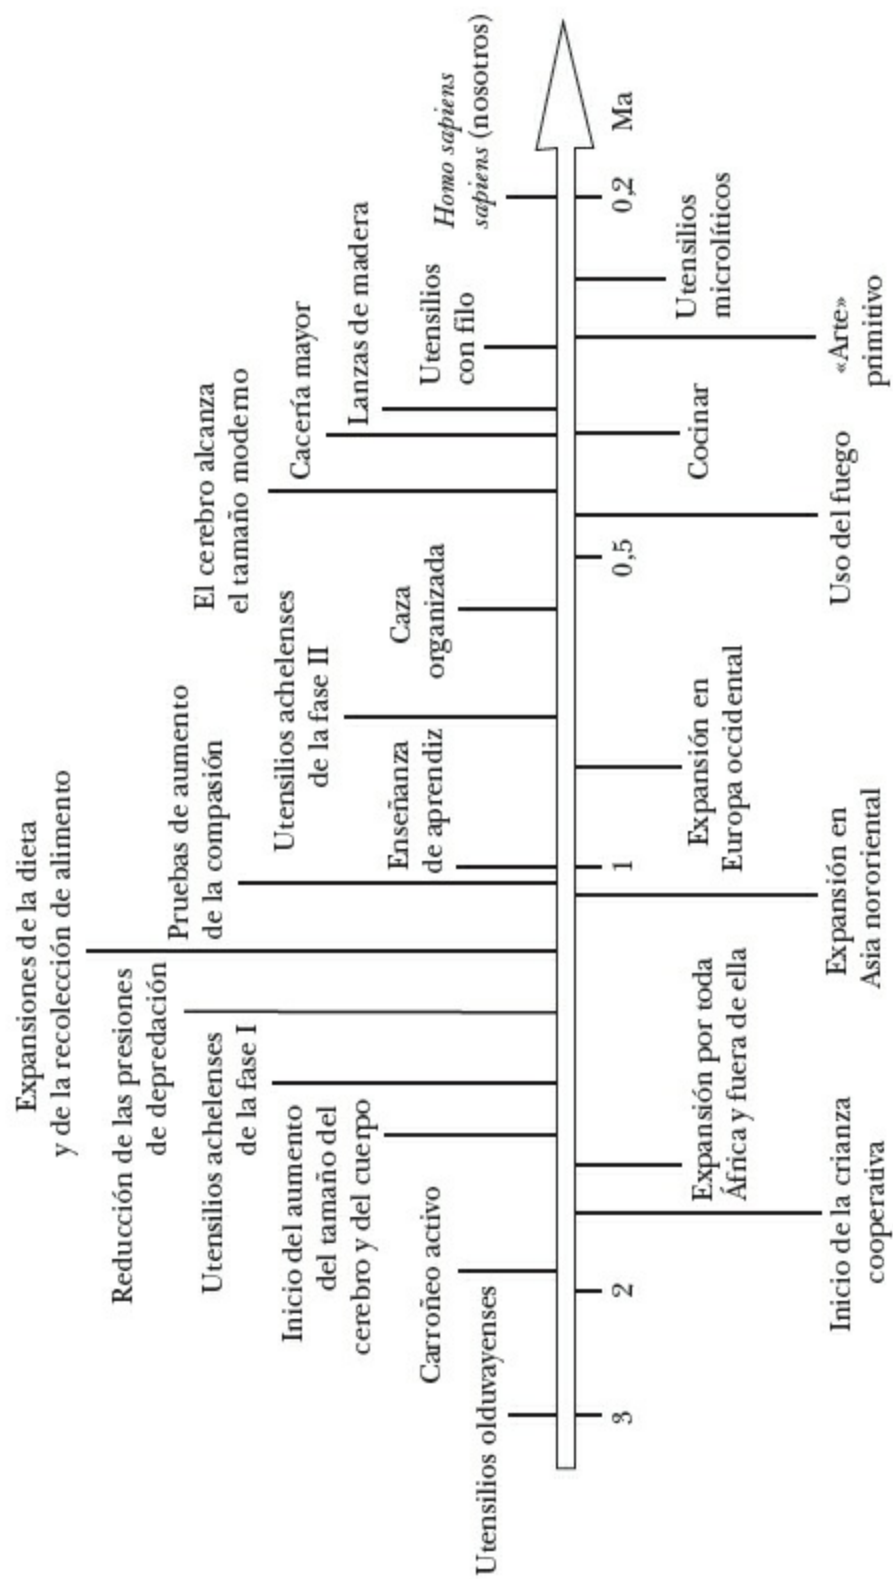 Expansiones de la dieta
y de la recolección de alimento
Reducción de las presiones
de depredación
Pruebas de aumento
de la compasión
Utensilios achelenses
de la fase I
Inicio del aumento
del tamaño del
cerebro y del cuerpo
Utensilios achelenses
de la fase II
El cerebro alcanza
el tamaño moderno
Cacería mayor
Lanzas de madera
Carroñeo activo
Enseñanza
de aprendiz
Caza
organizada
Utensilios
con filo
Homo sapiens
sapiens (nosotros)
Utensilios olduvayenses
3
2
1
0,5
0,2
Ma
Expansión por toda
África y fuera de ella
Expansión en
Europa occidental
Cocinar
Utensilios
microlíticos
Inicio de la crianza
cooperativa
Expansión en
Asia nororiental
Uso del fuego
«Arte»
primitivo